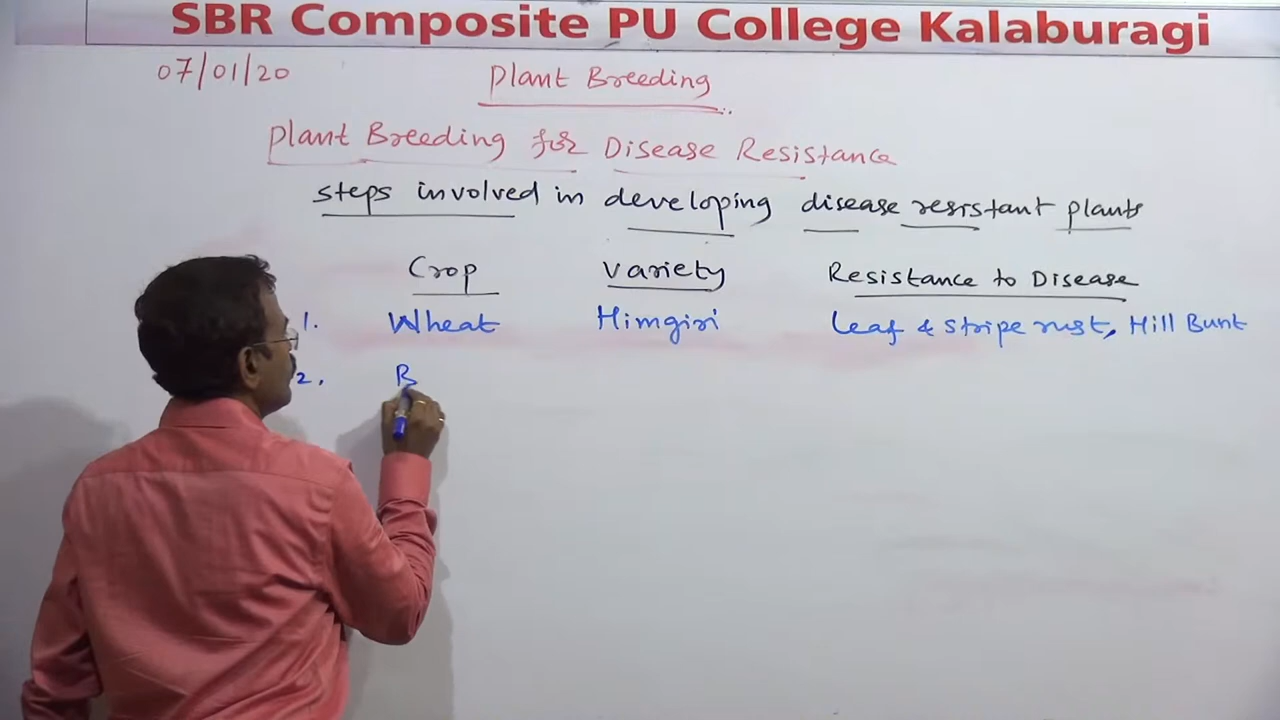 SBR Composite PU College Kalaburagi
07/01/20 Plant Breeding
Plant Breeding for Disease Resistance
steps involved in developing disease resistant plants
Crop Variety Resistance to Disease
1. Wheat Himgiri Leaf & stripe rust, Hill Bunt
2. B